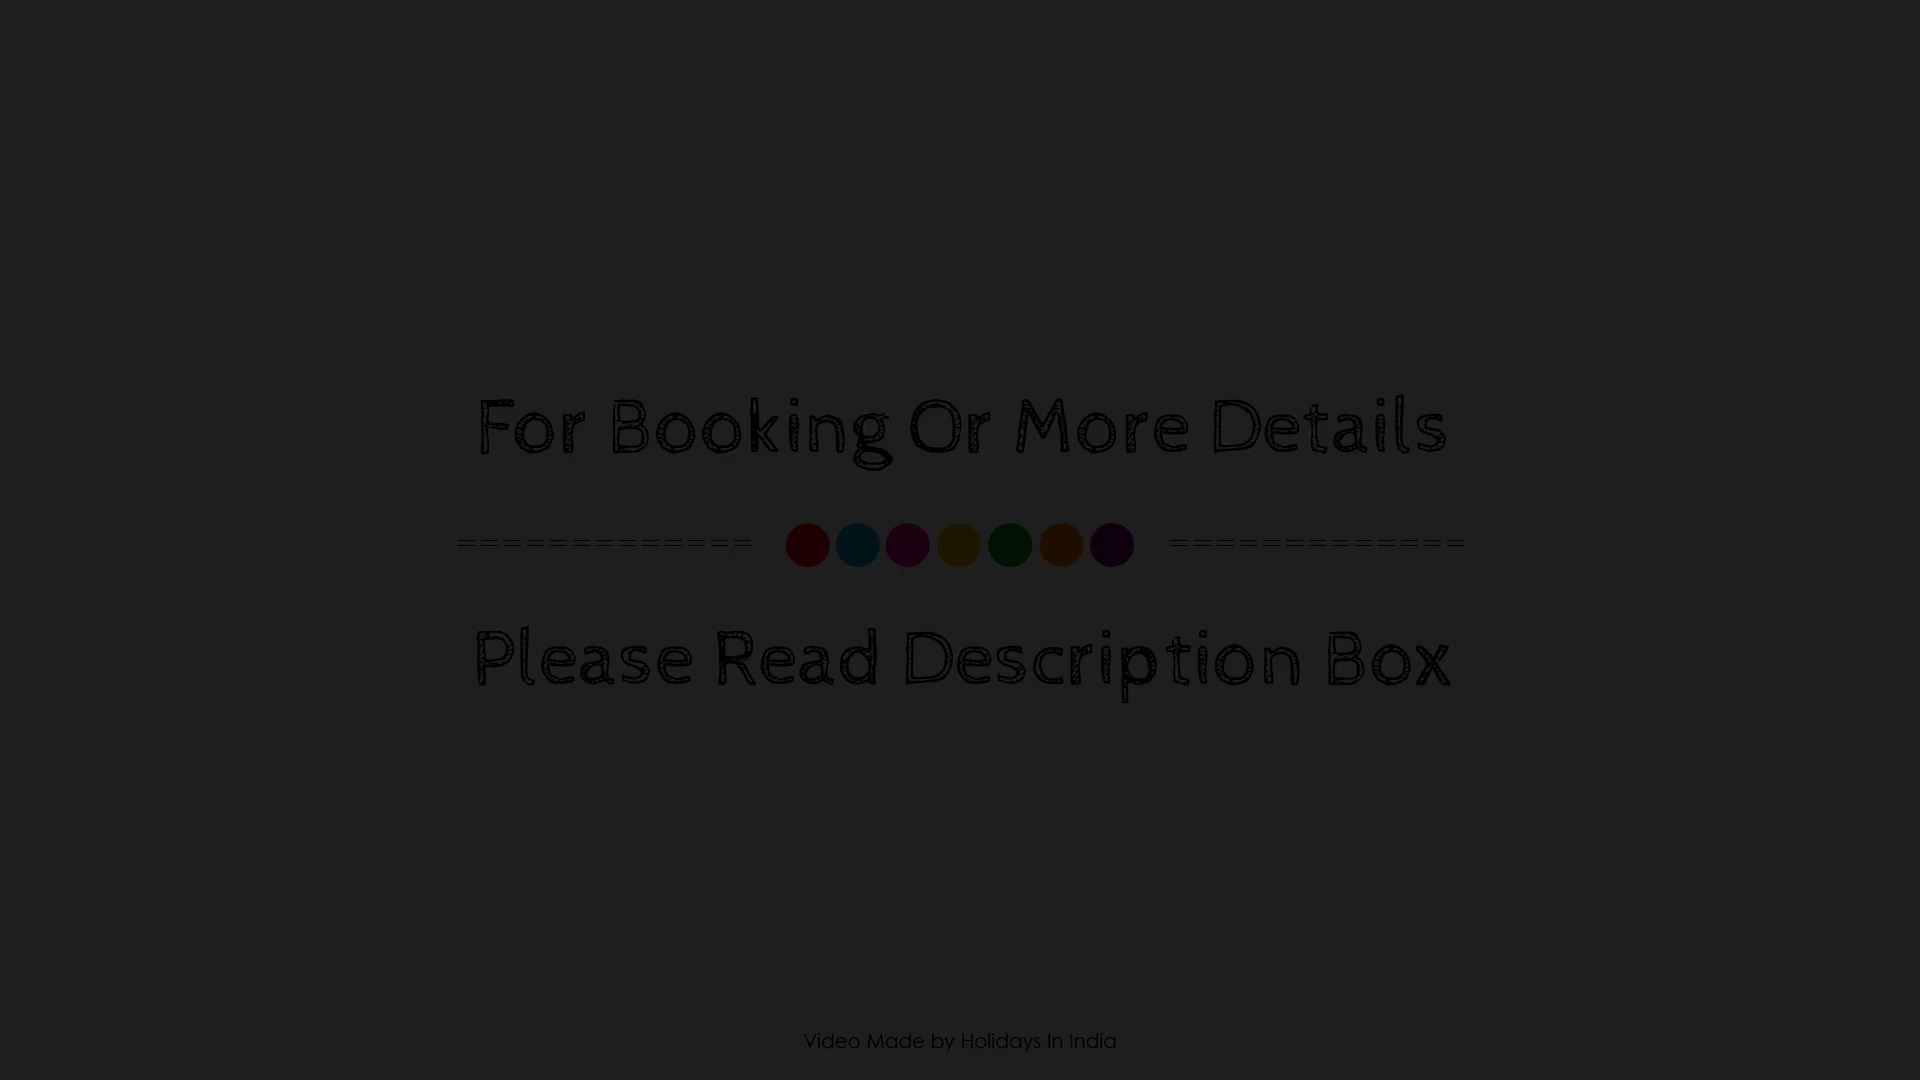 For Booking Or More Details
============= =============
Please Read Description Box
Video Made by Holidays In India